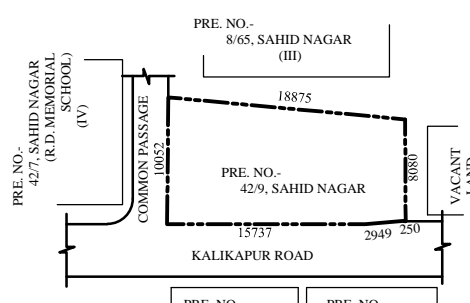 PRE. NO.-
8/65, SAHID NAGAR
(III)
PRE. NO.-
42/7, SAHID NAGAR
(R.D. MEMORIAL
SCHOOL)
(IV)
COMMON PASSAGE
18875
10052
PRE. NO.-
42/9, SAHID NAGAR
8080
VACANT
LAND
15737
2949
250
KALIKAPUR ROAD
PRE. NO.-
PRE. NO.-